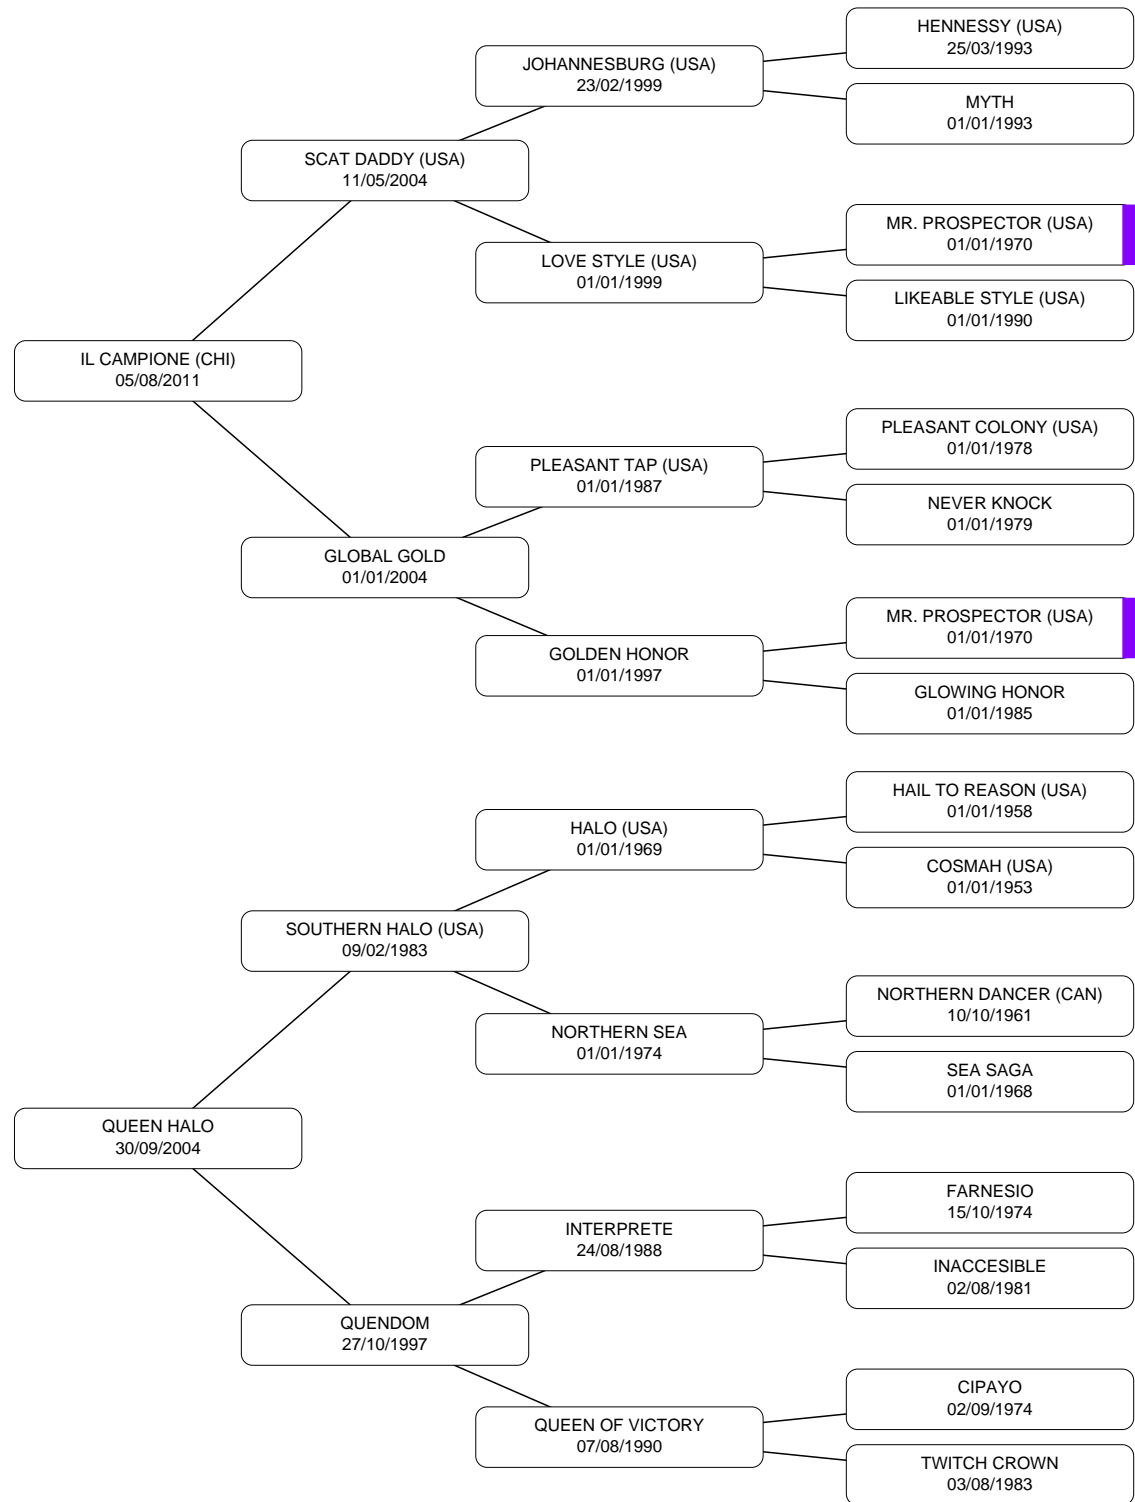 HENNESSY (USA)
25/03/1993
JOHANNESBURG (USA)
23/02/1999
MYTH
01/01/1993
SCAT DADDY (USA)
11/05/2004
MR. PROSPECTOR (USA)
01/01/1970
LOVE STYLE (USA)
01/01/1999
LIKEABLE STYLE (USA)
01/01/1990
IL CAMPIONE (CHI)
05/08/2011
PLEASANT COLONY (USA)
01/01/1978
PLEASANT TAP (USA)
01/01/1987
NEVER KNOCK
01/01/1979
GLOBAL GOLD
01/01/2004
MR. PROSPECTOR (USA)
01/01/1970
GOLDEN HONOR
01/01/1997
GLOWING HONOR
01/01/1985
HAIL TO REASON (USA)
01/01/1958
HALO (USA)
01/01/1969
COSMAH (USA)
01/01/1953
SOUTHERN HALO (USA)
09/02/1983
NORTHERN DANCER (CAN)
10/10/1961
NORTHERN SEA
01/01/1974
SEA SAGA
01/01/1968
QUEEN HALO
30/09/2004
FARNESIO
15/10/1974
INTERPRETE
24/08/1988
INACCESIBLE
02/08/1981
QUENDOM
27/10/1997
CIPAYO
02/09/1974
QUEEN OF VICTORY
07/08/1990
TWITCH CROWN
03/08/1983